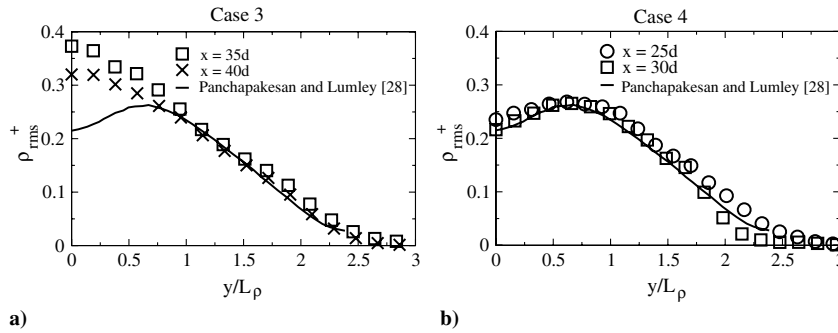 Case 3
0.4
0.3
0.2
0.1
0
ρ+rms
x = 35d
x = 40d
Panchapakesan and Lumley [28]
0 0.5 1 1.5 2 2.5 3
y/Lρ
a)
Case 4
0.4
0.3
0.2
0.1
0
ρ+rms
x = 25d
x = 30d
Panchapakesan and Lumley [28]
0 0.5 1 1.5 2 2.5 3
y/Lρ
b)